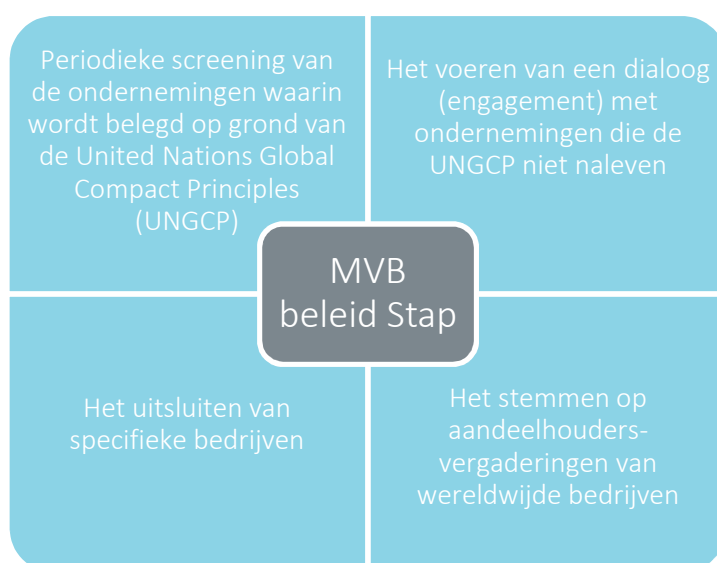 Periodieke screening van
de ondernemingen waarin
wordt belegd op grond van
de United Nations Global
Compact Principles
(UNGCP)
Het voeren van een dialoog
(engagement) met
ondernemingen die de
UNGCP niet naleven
MVB
beleid Stap
Het uitsluiten van
specifieke bedrijven
Het stemmen op
aandeelhouders-
vergaderingen van
wereldwijde bedrijven